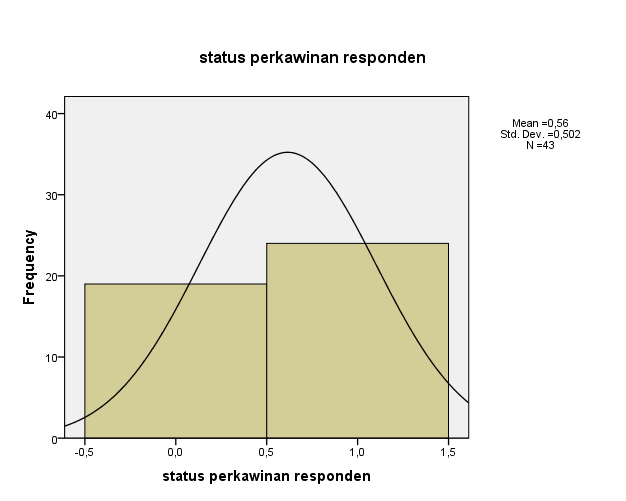 status perkawinan responden
Mean =0,56
Std. Dev. =0,502
N =43
Frequency
40
30
20
10
0
-0,5
0,0
0,5
1,0
1,5
status perkawinan responden